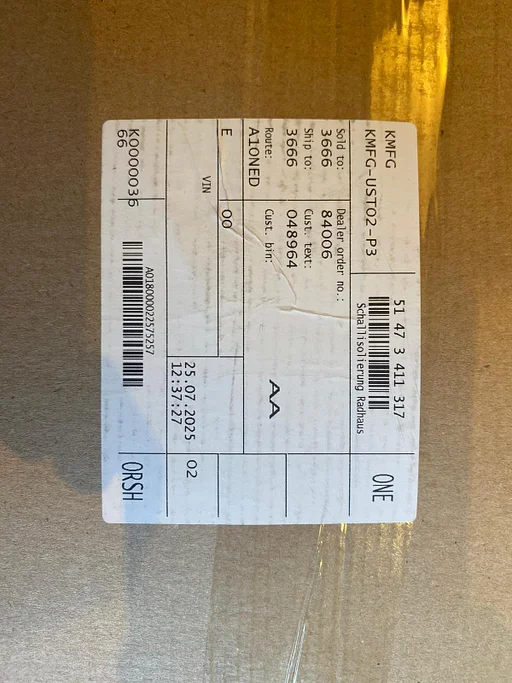 KMFG
KMFG-UST02-P3
51 47 3 411 317
Schallisolierung Radhaus
ONE
Sold to:
3666
Dealer order no.:
84006
Ship to:
3666
Cust. text:
048964
Route:
A10NED
Cust. bin:
AA
E
00
VIN
25.07.2025
12:37:27
02
K0000036
66
A018000022575257
ORSH